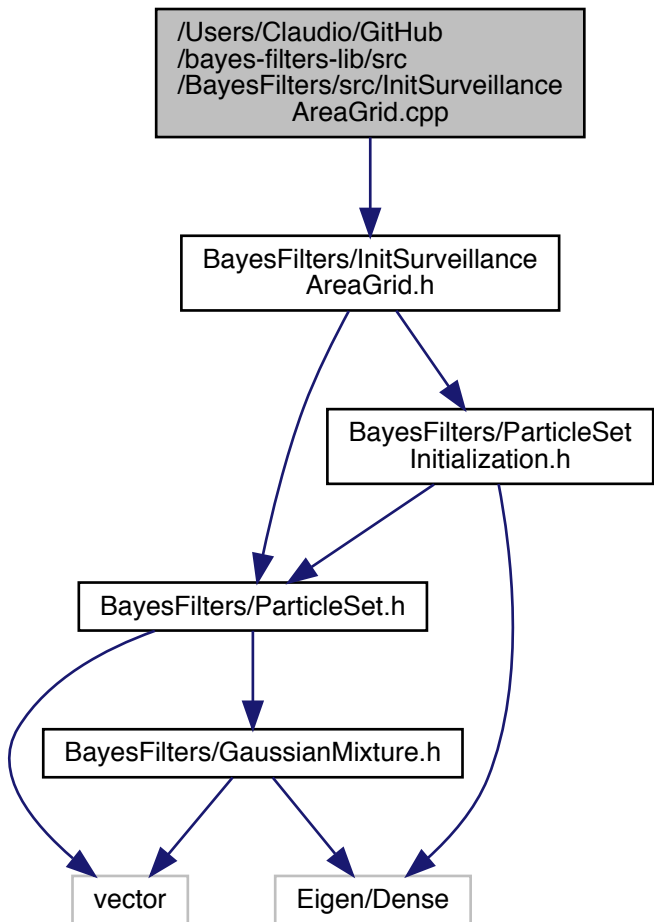 /Users/Claudio/GitHub
/bayes-filters-lib/src
/BayesFilters/src/InitSurveillance
AreaGrid.cpp
BayesFilters/InitSurveillance
AreaGrid.h
BayesFilters/ParticleSet
Initialization.h
BayesFilters/ParticleSet.h
BayesFilters/GaussianMixture.h
vector
Eigen/Dense